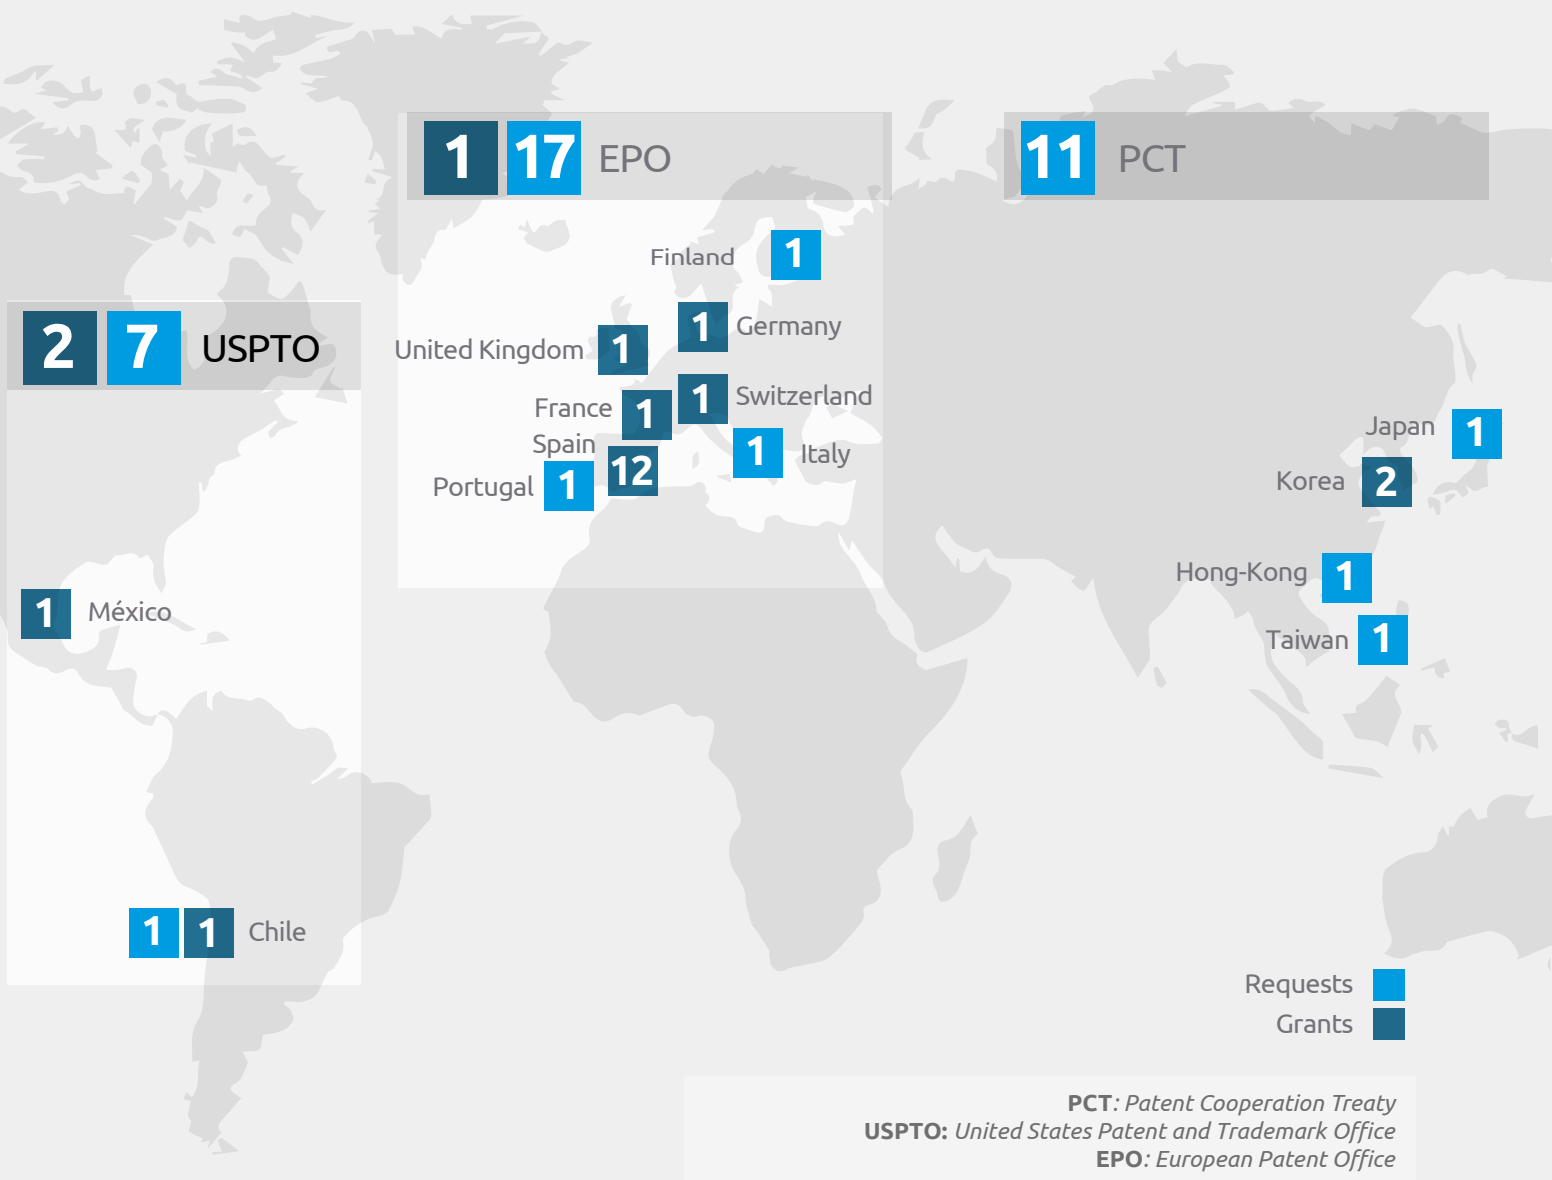 1 17 EPO
11 PCT
Finland 1
1 Germany
United Kingdom 1
1 Switzerland
France 1
Spain 12
1 Italy
Portugal 1
2 7 USPTO
1 México
1 1 Chile
Japan 1
Korea 2
Hong-Kong 1
Taiwan 1
Requests
Grants
PCT: Patent Cooperation Treaty
USPTO: United States Patent and Trademark Office
EPO: European Patent Office